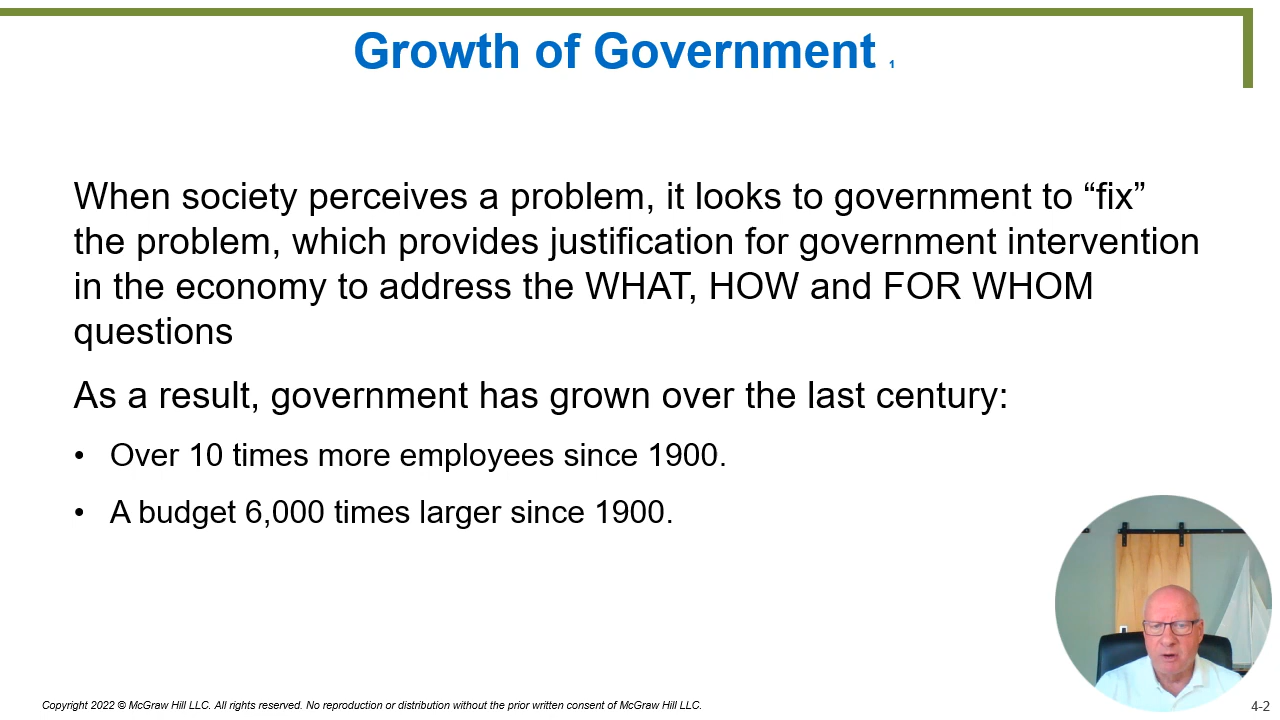 Growth of Government 1
When society perceives a problem, it looks to government to “fix”
the problem, which provides justification for government intervention
in the economy to address the WHAT, HOW and FOR WHOM
questions
As a result, government has grown over the last century:
• Over 10 times more employees since 1900.
• A budget 6,000 times larger since 1900.
Copyright 2022 © McGraw Hill LLC. All rights reserved. No reproduction or distribution without the prior written consent of McGraw Hill LLC.
4-2